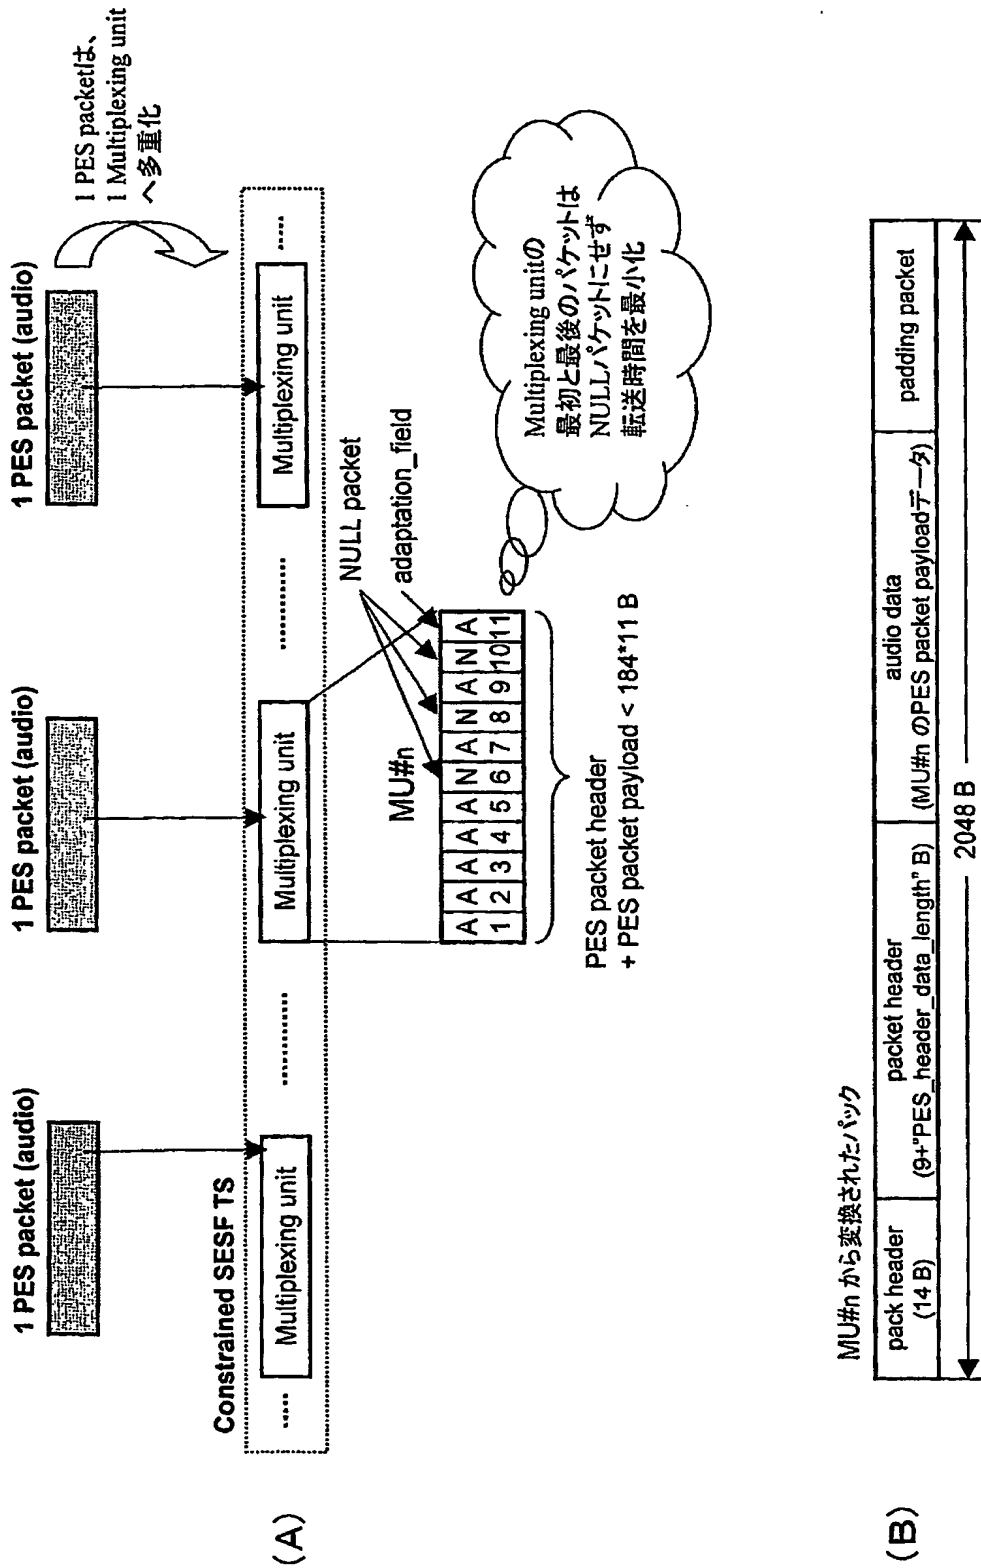 (A)
1 PES packet (audio)
1 PES packet (audio)
1 PES packet (audio)
1 PES packetは、
1 Multiplexing unit
へ多重化
Constrained SESF TS
..... Multiplexing unit ........... Multiplexing unit ........... Multiplexing unit .....
MU#n
NULL packet
adaptation_field
A A A A A N A N A N A
1 2 3 4 5 6 7 8 9 10 11
PES packet header
+ PES packet payload < 184*11 B
Multiplexing unitの
最初と最後のパケットは
NULLパケットにせず
転送時間を最小化
(B)
MU#n から変換されたパック
pack header
(14 B)
packet header
(9+"PES_header_data_length" B)
audio data
(MU#n のPES packet payloadデータ)
padding packet
2048 B